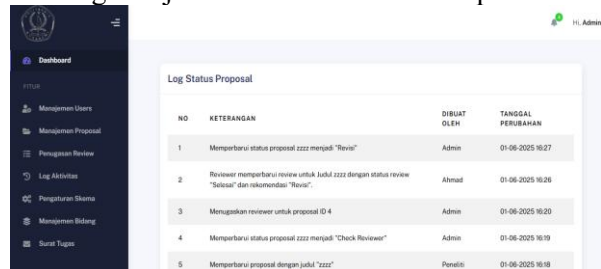 Hi, Admin
Dashboard
FITUR
Manajemen Users
Manajemen Proposal
Penugasan Review
Log Aktivitas
Pengaturan Skema
Manajemen Bidang
Surat Tugas
Log Status Proposal
NO KETERANGAN DIBUAT OLEH TANGGAL PERUBAHAN
1 Memperbarui status proposal zzzz menjadi "Revisi" Admin 01-06-2025 16:27
2 Reviewer memperbarui review untuk Judul zzzz dengan status review
"Selesai" dan rekomendasi "Revisi". Ahmad 01-06-2025 16:26
3 Menugaskan reviewer untuk proposal ID 4 Admin 01-06-2025 16:20
4 Memperbarui status proposal zzzz menjadi "Check Reviewer" Admin 01-06-2025 16:19
5 Memperbarui proposal dengan judul "zzzz" Peneliti 01-06-2025 16:18